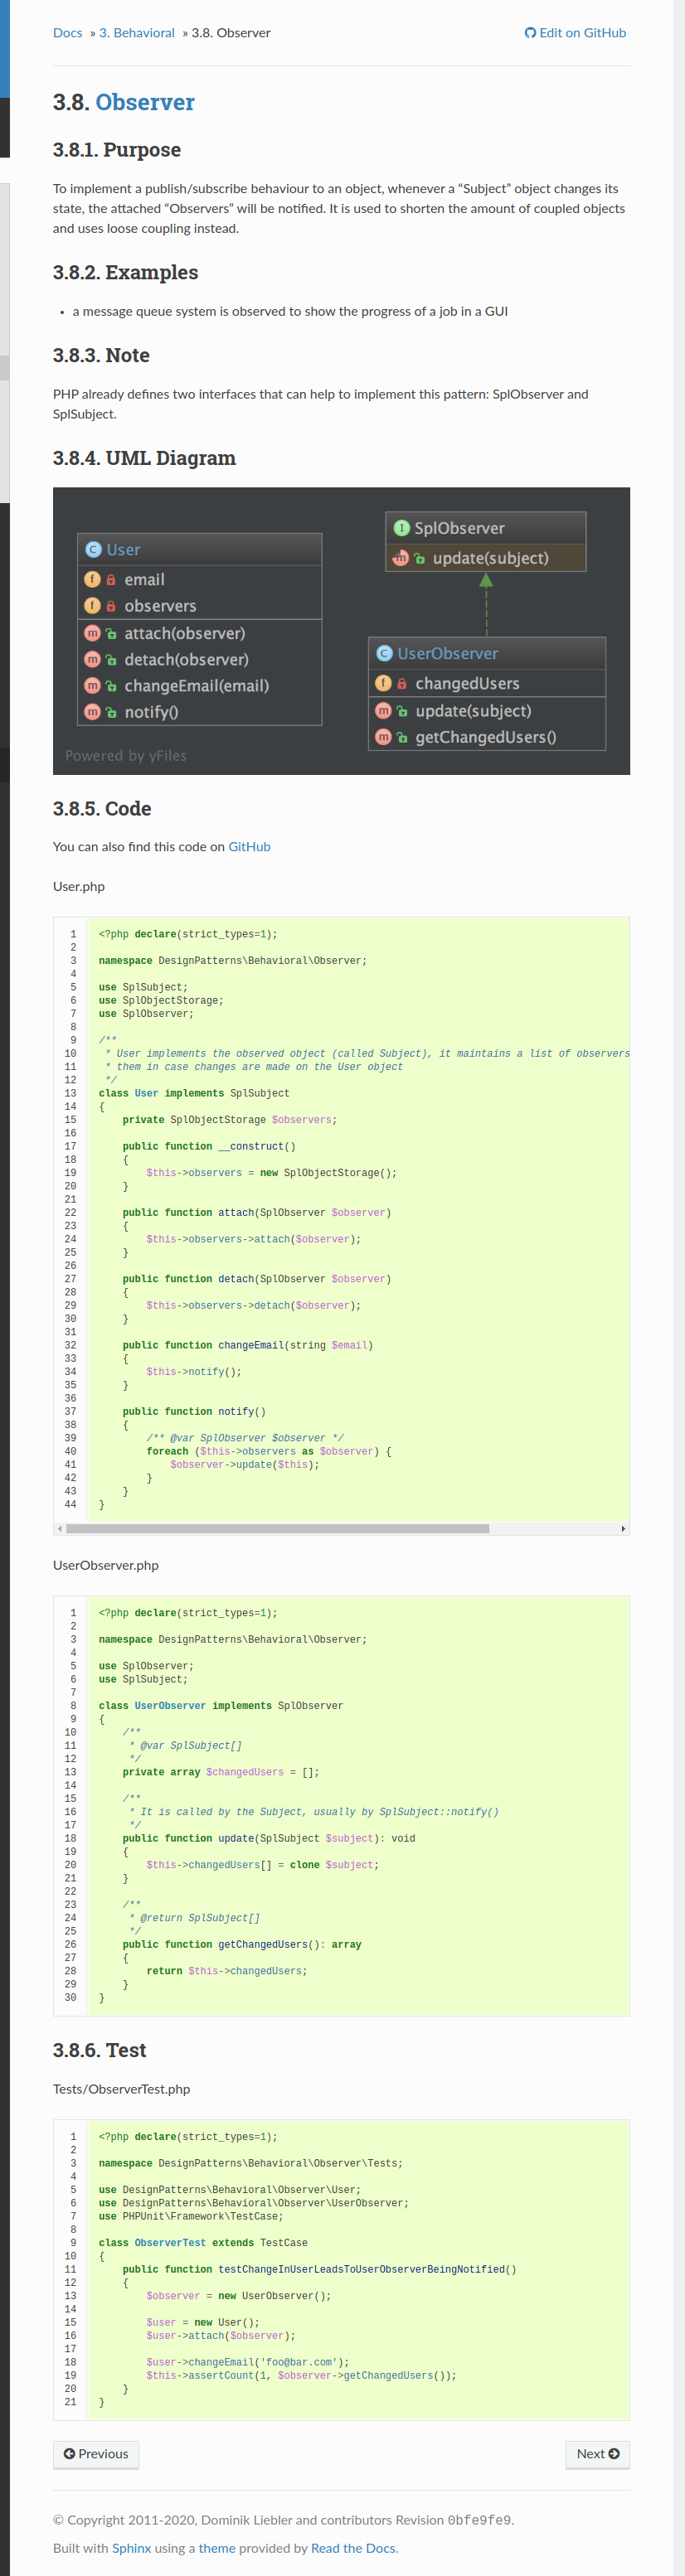 Docs » 3. Behavioral » 3.8. Observer
Edit on GitHub
3.8. Observer
3.8.1. Purpose
To implement a publish/subscribe behaviour to an object, whenever a “Subject” object changes its
state, the attached “Observers” will be notified. It is used to shorten the amount of coupled objects
and uses loose coupling instead.
3.8.2. Examples
• a message queue system is observed to show the progress of a job in a GUI
3.8.3. Note
PHP already defines two interfaces that can help to implement this pattern: SplObserver and
SplSubject.
3.8.4. UML Diagram
C User
f email
f observers
m attach(observer)
m detach(observer)
m changeEmail(email)
m notify()
I SplObserver
m update(subject)
C UserObserver
f changedUsers
m update(subject)
m getChangedUsers()
Powered by yFiles
3.8.5. Code
You can also find this code on GitHub
User.php
1 <?php declare(strict_types=1);
2
3 namespace DesignPatterns\Behavioral\Observer;
4
5 use SplSubject;
6 use SplObjectStorage;
7 use SplObserver;
8
9 /**
10  * User implements the observed object (called Subject), it maintains a list of observers
11  * them in case changes are made on the User object
12  */
13 class User implements SplSubject
14 {
15     private SplObjectStorage $observers;
16
17     public function __construct()
18     {
19         $this->observers = new SplObjectStorage();
20     }
21
22     public function attach(SplObserver $observer)
23     {
24         $this->observers->attach($observer);
25     }
26
27     public function detach(SplObserver $observer)
28     {
29         $this->observers->detach($observer);
30     }
31
32     public function changeEmail(string $email)
33     {
34         $this->notify();
35     }
36
37     public function notify()
38     {
39         /** @var SplObserver $observer */
40         foreach ($this->observers as $observer) {
41             $observer->update($this);
42         }
43     }
44 }
UserObserver.php
1 <?php declare(strict_types=1);
2
3 namespace DesignPatterns\Behavioral\Observer;
4
5 use SplObserver;
6 use SplSubject;
7
8 class UserObserver implements SplObserver
9 {
10     /**
11      * @var SplSubject[]
12      */
13     private array $changedUsers = [];
14
15     /**
16      * It is called by the Subject, usually by SplSubject::notify()
17      */
18     public function update(SplSubject $subject): void
19     {
20         $this->changedUsers[] = clone $subject;
21     }
22
23     /**
24      * @return SplSubject[]
25      */
26     public function getChangedUsers(): array
27     {
28         return $this->changedUsers;
29     }
30 }
3.8.6. Test
Tests/ObserverTest.php
1 <?php declare(strict_types=1);
2
3 namespace DesignPatterns\Behavioral\Observer\Tests;
4
5 use DesignPatterns\Behavioral\Observer\User;
6 use DesignPatterns\Behavioral\Observer\UserObserver;
7 use PHPUnit\Framework\TestCase;
8
9 class ObserverTest extends TestCase
10 {
11     public function testChangeInUserLeadsToUserObserverBeingNotified()
12     {
13         $observer = new UserObserver();
14
15         $user = new User();
16         $user->attach($observer);
17
18         $user->changeEmail('foo@bar.com');
19         $this->assertCount(1, $observer->getChangedUsers());
20     }
21 }
Previous
Next
© Copyright 2011-2020, Dominik Liebler and contributors Revision 0bfe9fe9.
Built with Sphinx using a theme provided by Read the Docs.